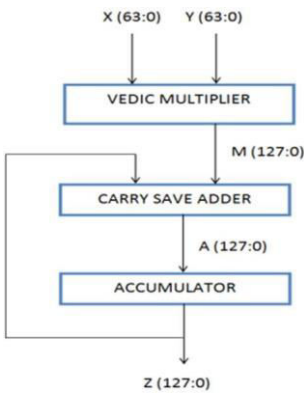 X (63:0) Y (63:0)
VEDIC MULTIPLIER
M (127:0)
CARRY SAVE ADDER
A (127:0)
ACCUMULATOR
Z (127:0)